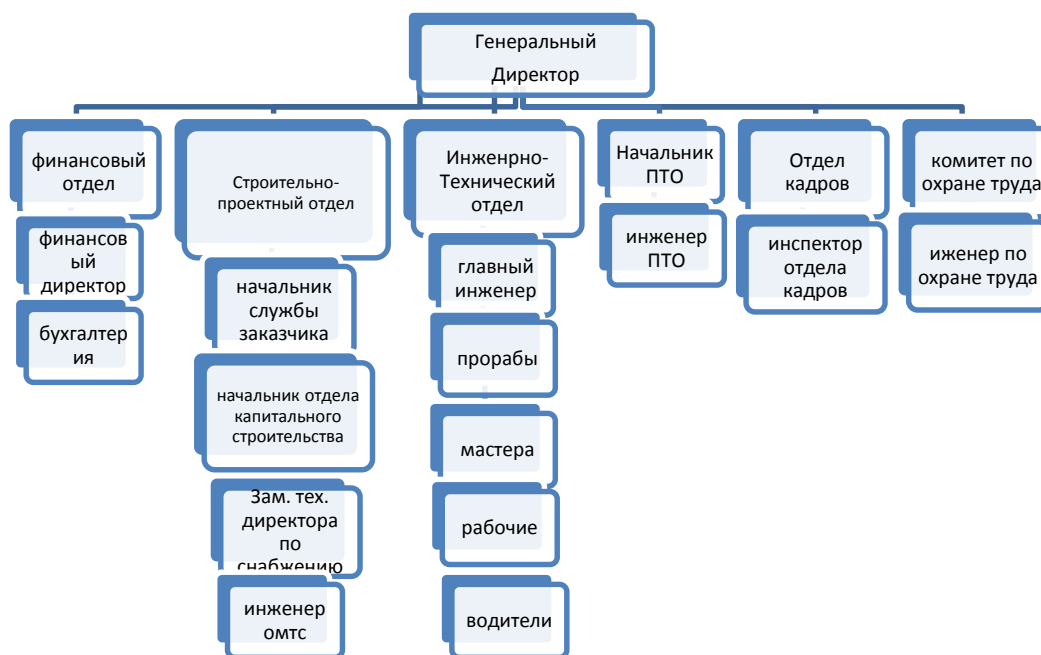 Генеральный
Директор
финансовый
отдел
финансов
ый
директор
бухгалтер
ия
Строительно-
проектный отдел
начальник
службы
заказчика
начальник отдела
капитального
строительства
Зам. тех.
директора
по
снабжению
инженер
омтс
Инженрно-
Технический
отдел
главный
инженер
прорабы
мастера
рабочие
водители
Начальник
ПТО
инженер
ПТО
Отдел
кадров
инспектор
отдела
кадров
комитет по
охране труда
иженер по
охране труда